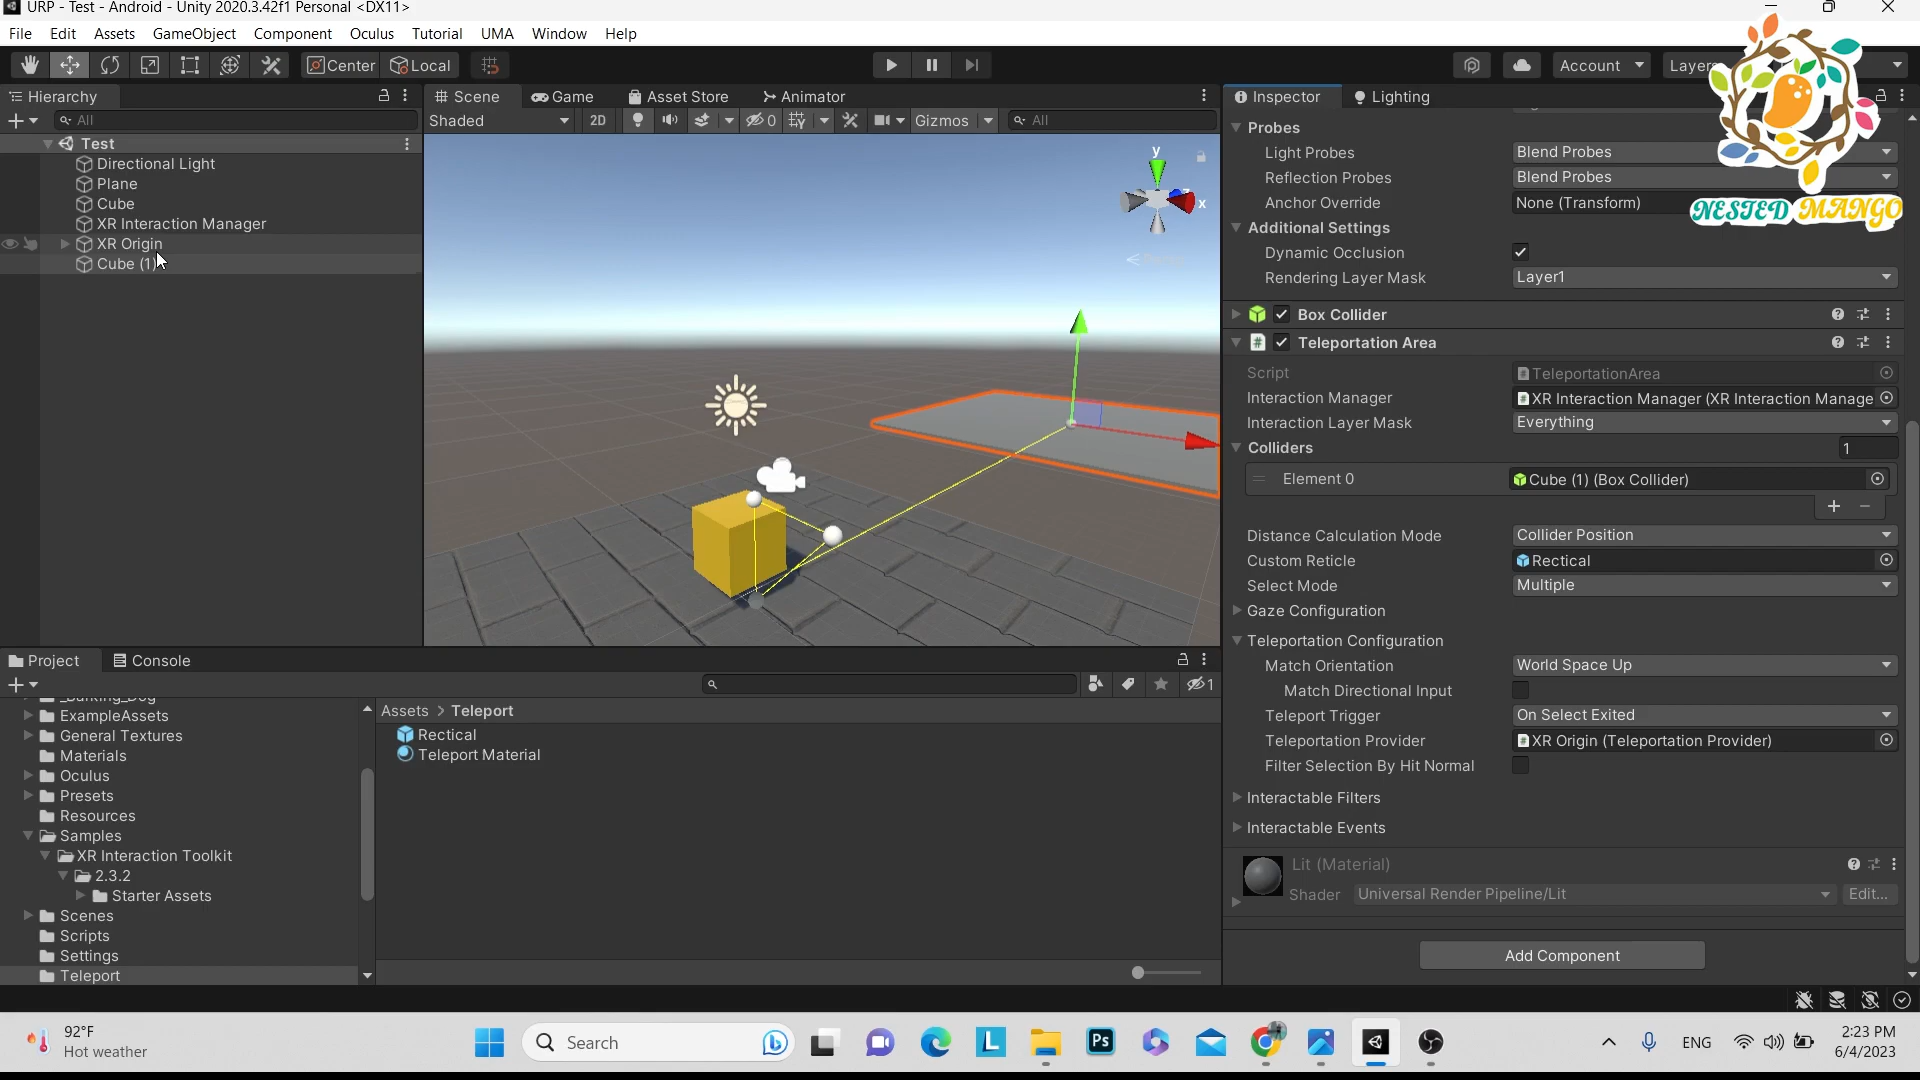 URP - Test - Android - Unity 2020.3.42f1 Personal <DX11>
File Edit Assets GameObject Component Oculus Tutorial UMA Window Help
Center Local Account Layers
Hierarchy
All
Test
Directional Light
Plane
Cube
XR Interaction Manager
XR Origin
Cube (1)
Scene Game Asset Store Animator
Shaded 2D 0 Gizmos All
y
x
Inspector Lighting
NESTED MANGO
Probes
Light Probes Blend Probes
Reflection Probes Blend Probes
Anchor Override None (Transform)
Additional Settings
Dynamic Occlusion
Rendering Layer Mask Layer1
Box Collider
# Teleportation Area
Script TeleportationArea
Interaction Manager XR Interaction Manager (XR Interaction Manage
Interaction Layer Mask Everything
Colliders 1
Element 0 Cube (1) (Box Collider)
Distance Calculation Mode Collider Position
Custom Reticle Rectical
Select Mode Multiple
Gaze Configuration
Teleportation Configuration
Match Orientation World Space Up
Match Directional Input
Teleport Trigger On Select Exited
Teleportation Provider XR Origin (Teleportation Provider)
Filter Selection By Hit Normal
Interactable Filters
Interactable Events
Lit (Material)
Shader Universal Render Pipeline/Lit Edit...
Add Component
Project Console
1
_Barking_Dog
ExampleAssets
General Textures
Materials
Oculus
Presets
Resources
Samples
XR Interaction Toolkit
2.3.2
Starter Assets
Scenes
Scripts
Settings
Teleport
Assets > Teleport
Rectical
Teleport Material
92°F
Hot weather
Search
L
Ps
ENG
2:23 PM
6/4/2023